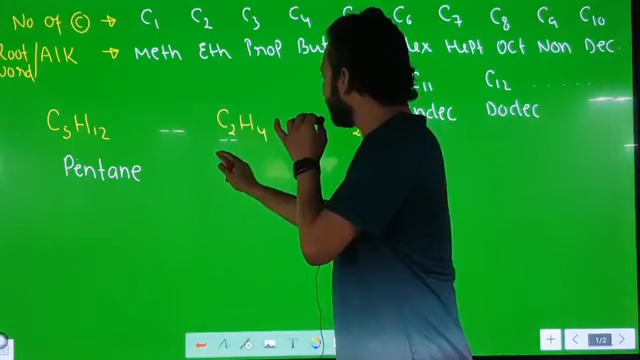 No of Ⓒ → C₁ C₂ C₃ C₄ C₆ C₇ C₈ C₉ C₁₀
Root word/Alk → Meth Eth Prop But Hept Oct Non Dec.
C₁₂ ......
Dodec
C₅H₁₂ -- C₂H₄
Pentane
1/2